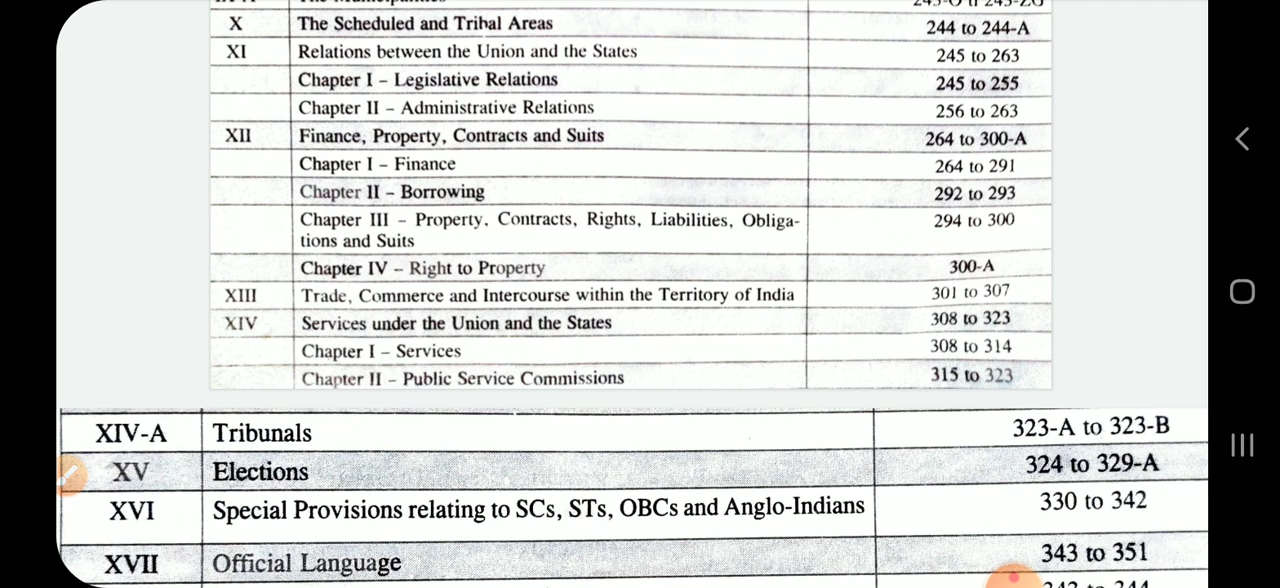 The Municipalities
X The Scheduled and Tribal Areas 244 to 244-A
XI Relations between the Union and the States 245 to 263
Chapter I – Legislative Relations 245 to 255
Chapter II – Administrative Relations 256 to 263
XII Finance, Property, Contracts and Suits 264 to 300-A
Chapter I – Finance 264 to 291
Chapter II – Borrowing 292 to 293
Chapter III – Property, Contracts, Rights, Liabilities, Obliga- 294 to 300
tions and Suits
Chapter IV – Right to Property 300-A
XIII Trade, Commerce and Intercourse within the Territory of India 301 to 307
XIV Services under the Union and the States 308 to 323
Chapter I – Services 308 to 314
Chapter II – Public Service Commissions 315 to 323
XIV-A Tribunals 323-A to 323-B
XV Elections 324 to 329-A
XVI Special Provisions relating to SCs, STs, OBCs and Anglo-Indians 330 to 342
XVII Official Language 343 to 351